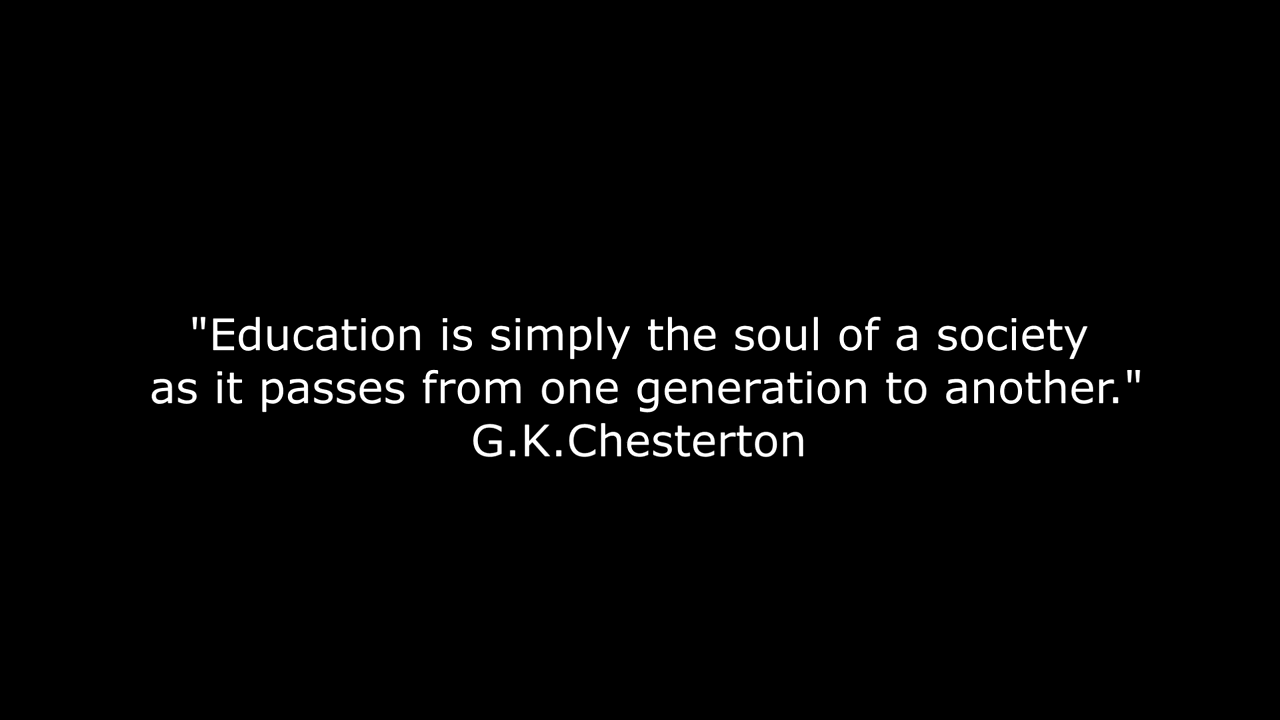 "Education is simply the soul of a society
as it passes from one generation to another."
G.K.Chesterton